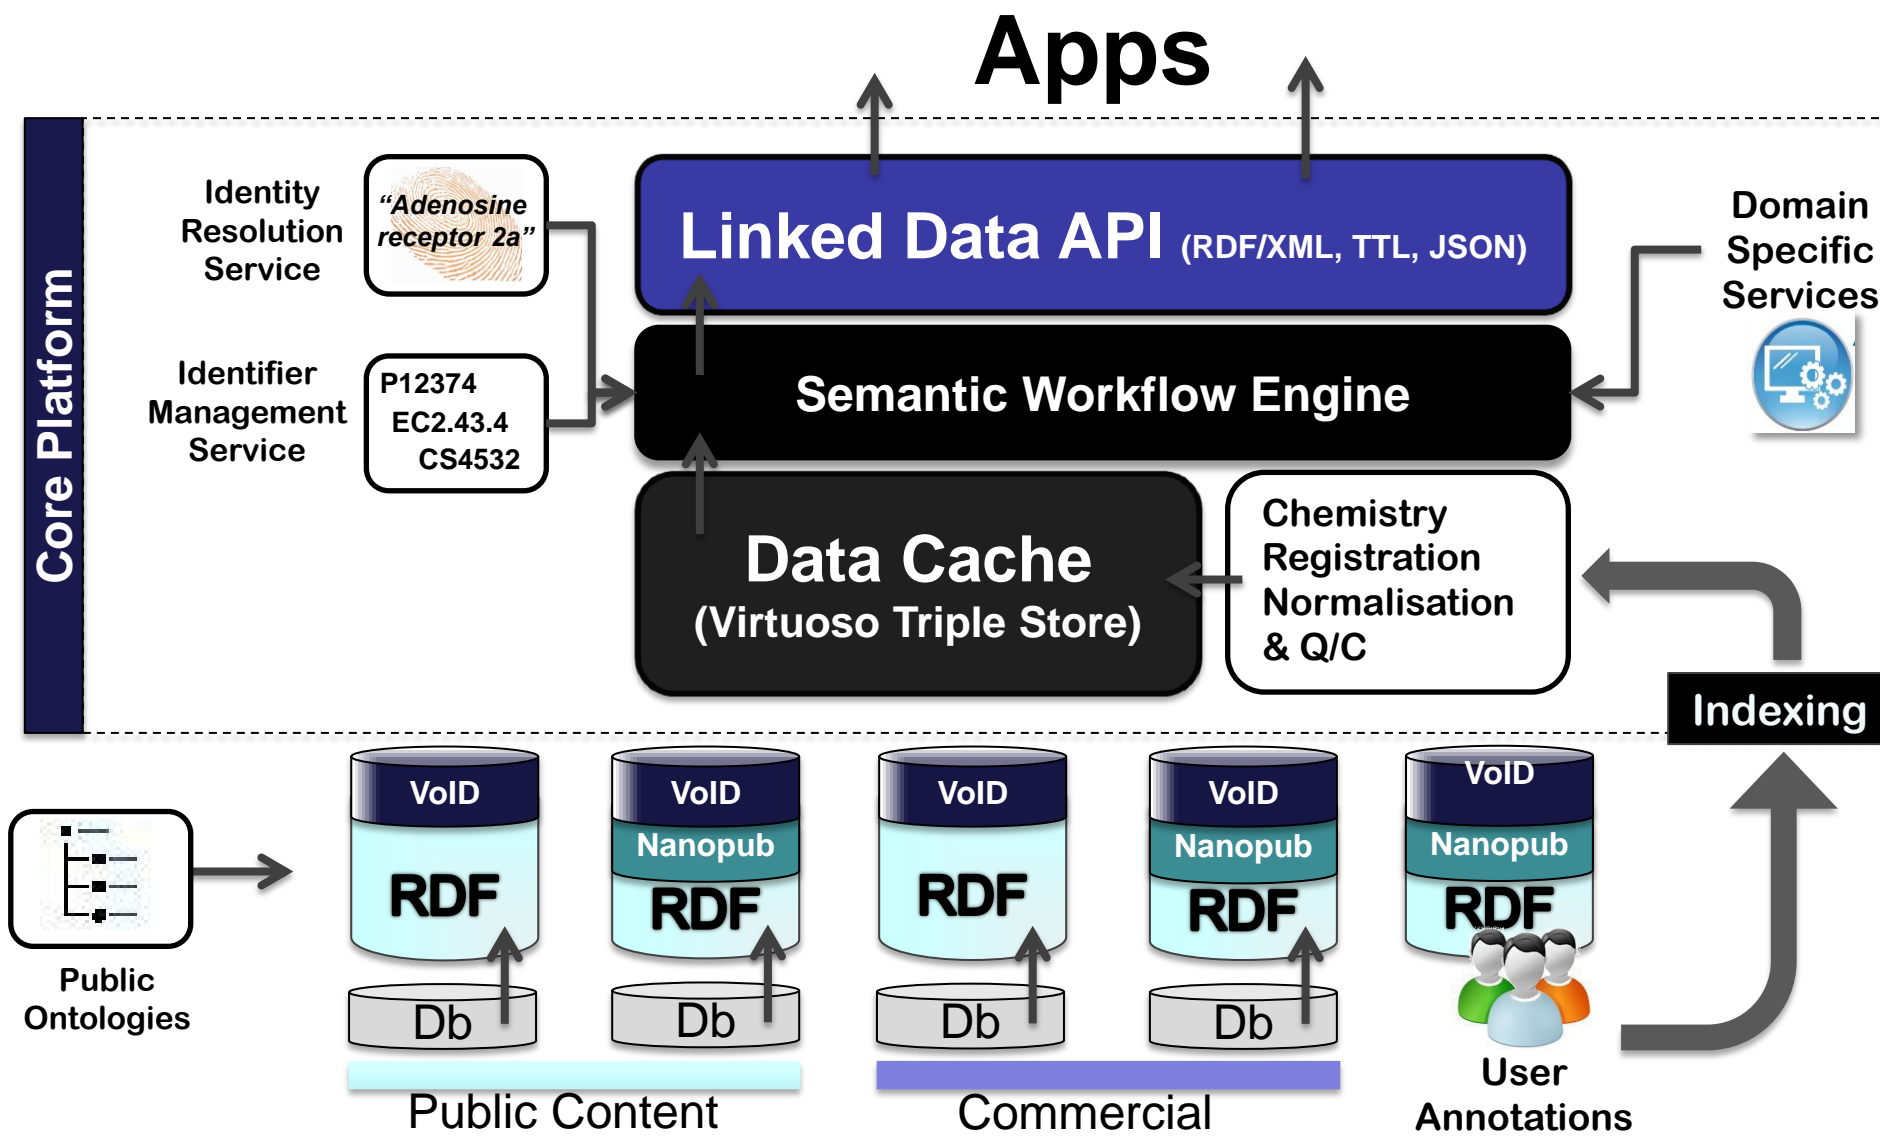 Apps
Core Platform
Identity
Resolution
Service
“Adenosine
receptor 2a”
Linked Data API (RDF/XML, TTL, JSON)
Domain
Specific
Services
Identifier
Management
Service
P12374
EC2.43.4
CS4532
Semantic Workflow Engine
Data Cache
(Virtuoso Triple Store)
Chemistry
Registration
Normalisation
& Q/C
Indexing
VoID
RDF
Db
VoID
Nanopub
RDF
Db
VoID
RDF
Db
VoID
Nanopub
RDF
Db
VoID
Nanopub
RDF
Public
Ontologies
Public Content
Commercial
User
Annotations